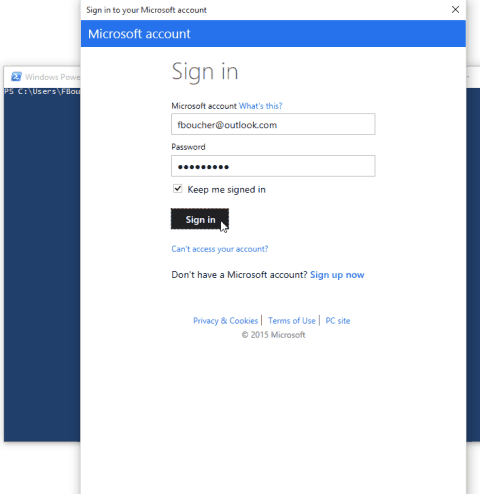 Sign in to your Microsoft account
Microsoft account
Sign in
Windows Powe
PS C:\Users\FBou
Microsoft account What's this?
fboucher@outlook.com
Password
Keep me signed in
Sign in
Can't access your account?
Don't have a Microsoft account? Sign up now
Privacy & Cookies | Terms of Use | PC site
© 2015 Microsoft